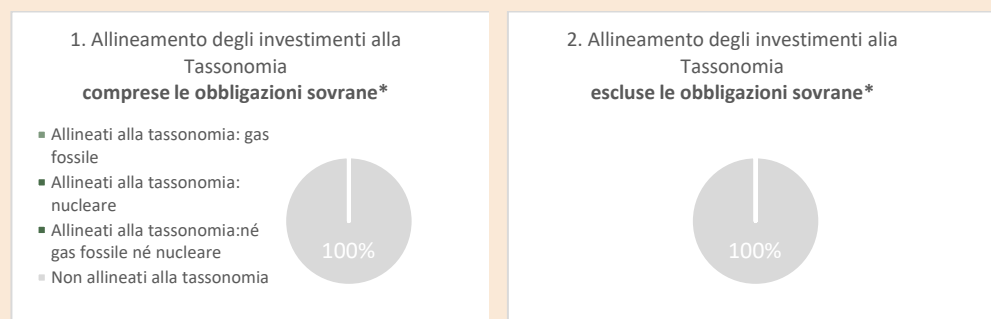 1. Allineamento degli investimenti alla
Tassonomia
comprese le obbligazioni sovrane*
Allineati alla tassonomia: gas
fossile
Allineati alla tassonomia:
nucleare
Allineati alla tassonomia:né
gas fossile né nucleare
Non allineati alla tassonomia
100%
2. Allineamento degli investimenti alia
Tassonomia
escluse le obbligazioni sovrane*
100%